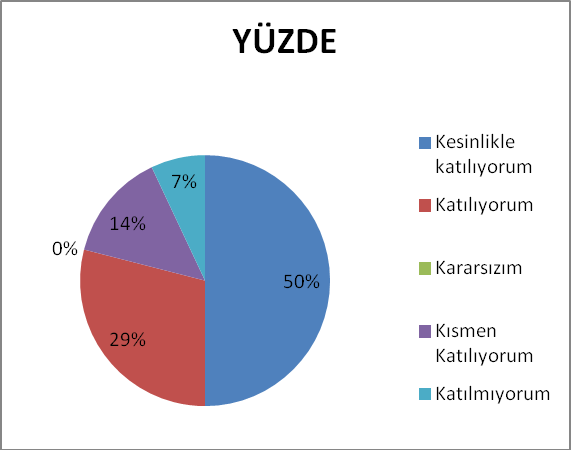 YÜZDE
7%
14%
0%
50%
29%
Kesinlikle
katılıyorum
Katılıyorum
Kararsızım
Kısmen
Katılıyorum
Katılmıyorum